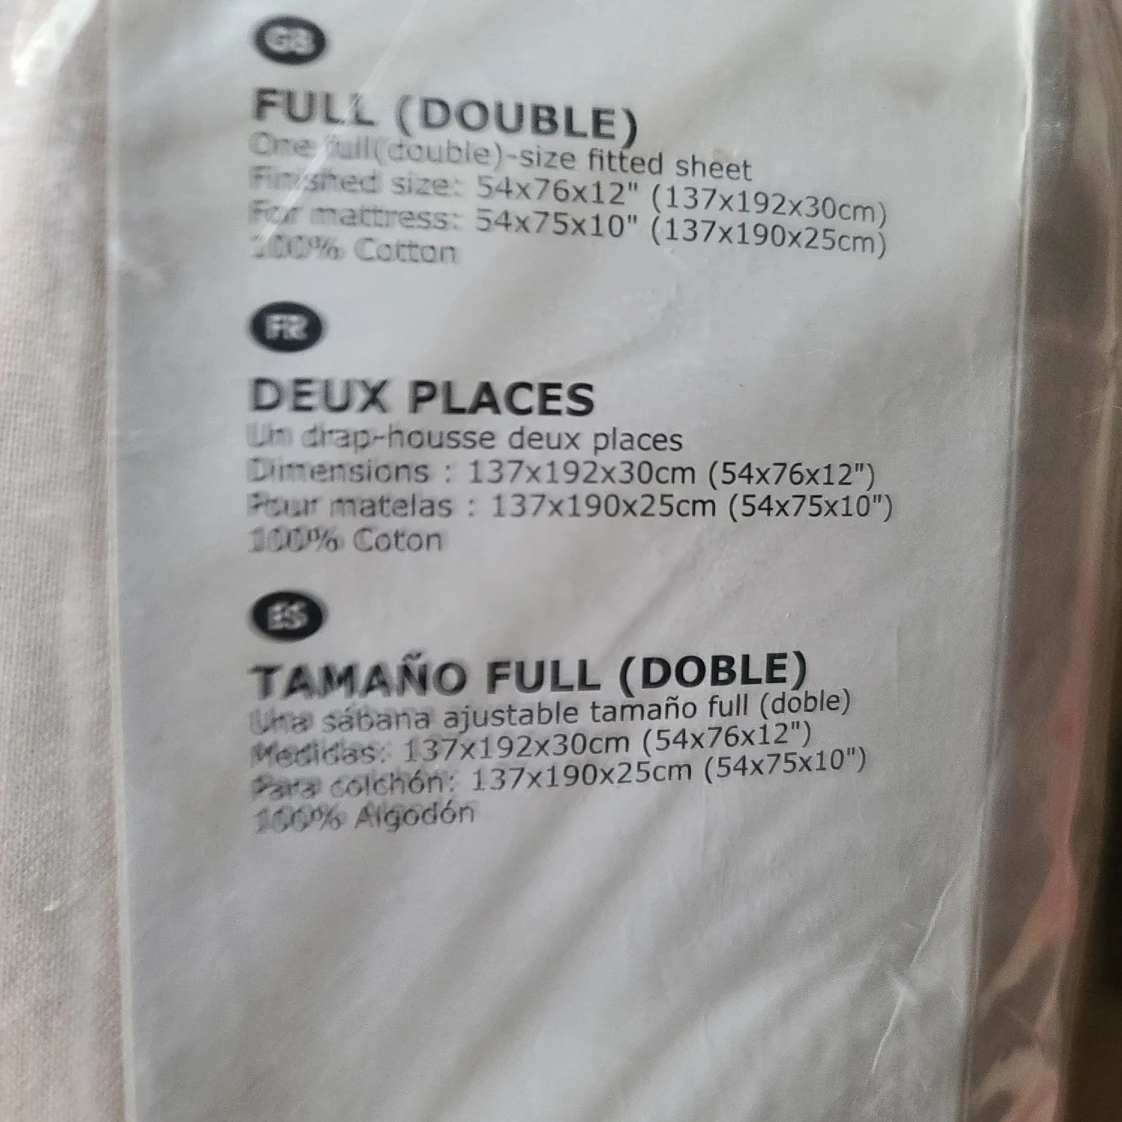 GB
FULL (DOUBLE)
One full(double)-size fitted sheet
Finished size: 54x76x12" (137x192x30cm)
For mattress: 54x75x10" (137x190x25cm)
100% Cotton
FR
DEUX PLACES
Un drap-housse deux places
Dimensions : 137x192x30cm (54x76x12")
Pour matelas : 137x190x25cm (54x75x10")
100% Coton
ES
TAMAÑO FULL (DOBLE)
Una sábana ajustable tamaño full (doble)
Medidas: 137x192x30cm (54x76x12")
Para colchón: 137x190x25cm (54x75x10")
100% Algodón